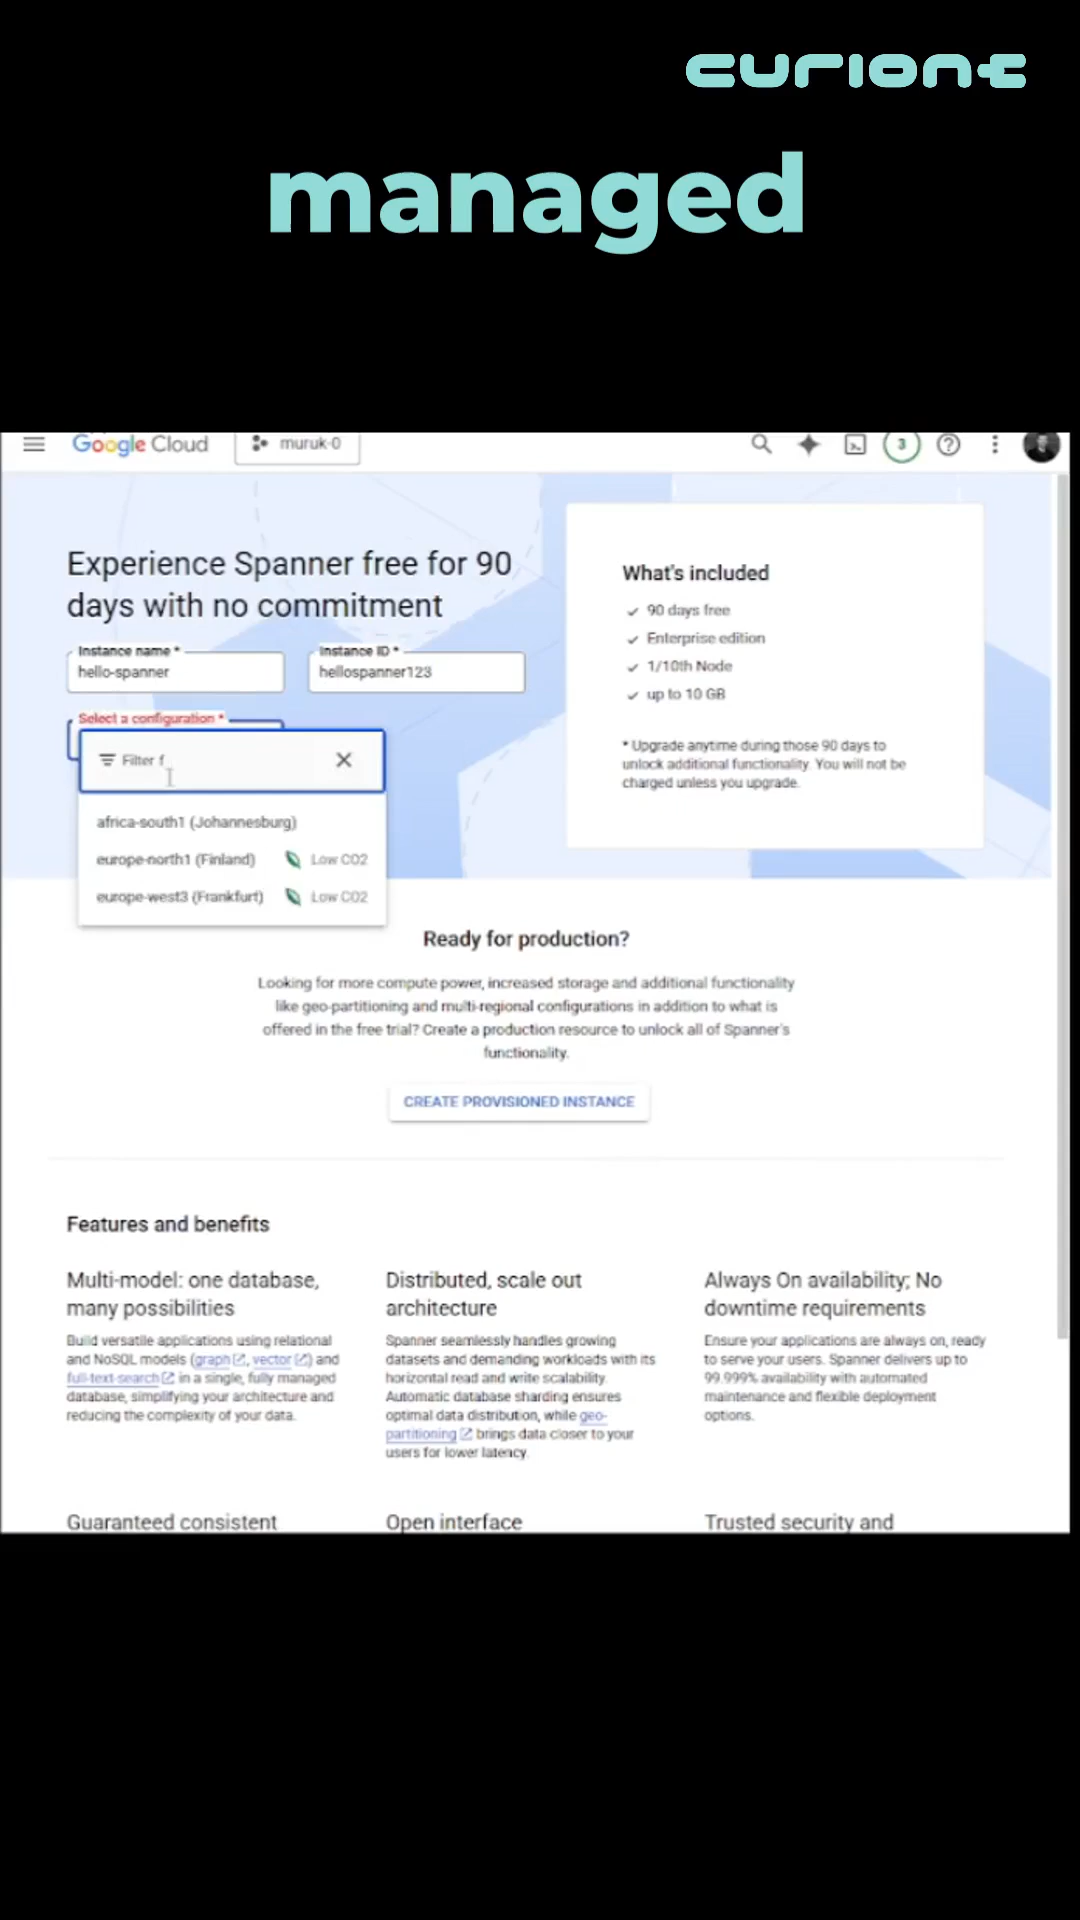 curione
managed
Google Cloud
muruk-0
3
Experience Spanner free for 90
days with no commitment
Instance name *
hello-spanner
Instance ID *
hellospanner123
Select a configuration *
Filter f
africa-south1 (Johannesburg)
europe-north1 (Finland) Low CO2
europe-west3 (Frankfurt) Low CO2
What's included
90 days free
Enterprise edition
1/10th Node
up to 10 GB
* Upgrade anytime during those 90 days to
unlock additional functionality. You will not be
charged unless you upgrade.
Ready for production?
Looking for more compute power, increased storage and additional functionality
like geo-partitioning and multi-regional configurations in addition to what is
offered in the free trial? Create a production resource to unlock all of Spanner's
functionality.
CREATE PROVISIONED INSTANCE
Features and benefits
Multi-model: one database,
many possibilities
Build versatile applications using relational
and NoSQL models (graph, vector) and
full-text-search in a single, fully managed
database, simplifying your architecture and
reducing the complexity of your data.
Distributed, scale out
architecture
Spanner seamlessly handles growing
datasets and demanding workloads with its
horizontal read and write scalability.
Automatic database sharding ensures
optimal data distribution, while geo-
partitioning brings data closer to your
users for lower latency.
Always On availability; No
downtime requirements
Ensure your applications are always on, ready
to serve your users. Spanner delivers up to
99.999% availability with automated
maintenance and flexible deployment
options.
Guaranteed consistent
Open interface
Trusted security and